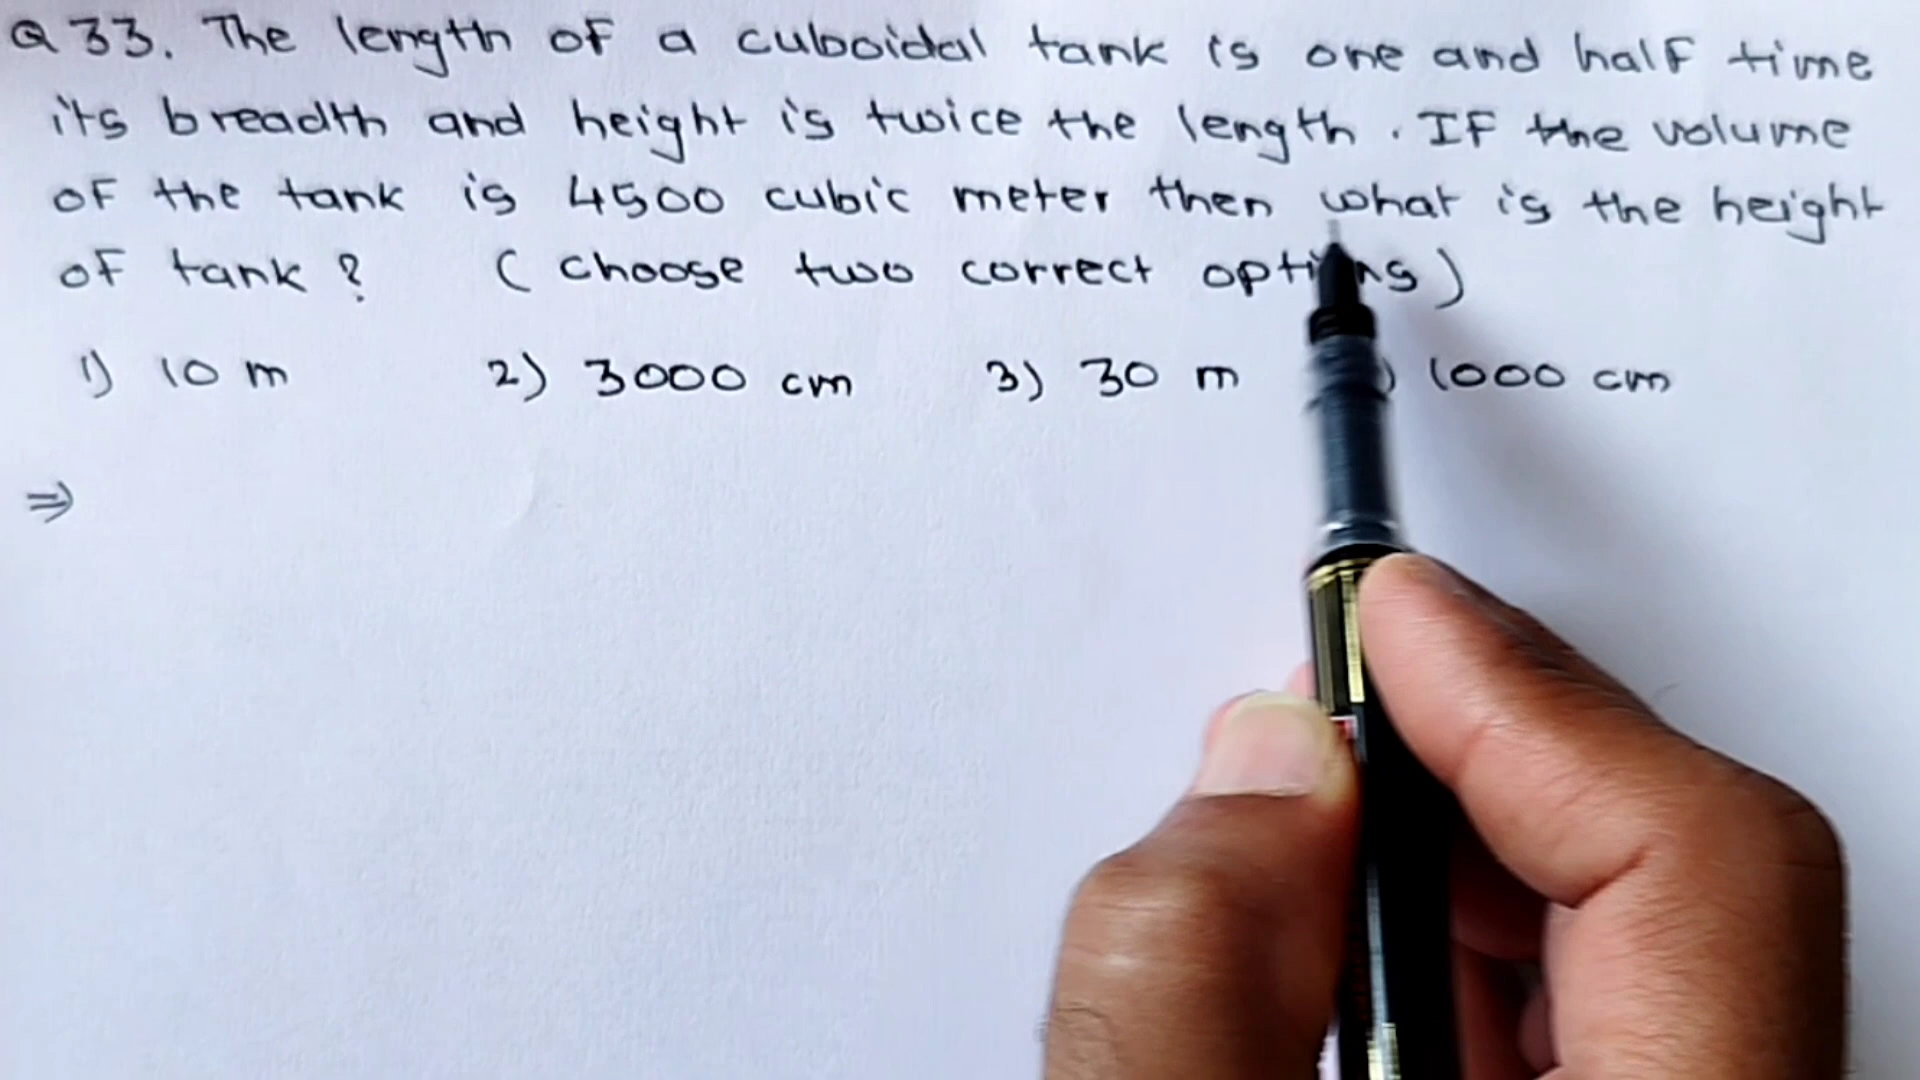 Q 33. The length of a cuboidal tank is one and half time
its breadth and height is twice the length. If the volume
of the tank is 4500 cubic meter then what is the height
of tank? (choose two correct options)
1) 10 m 2) 3000 cm 3) 30 m ) 1000 cm
⇒